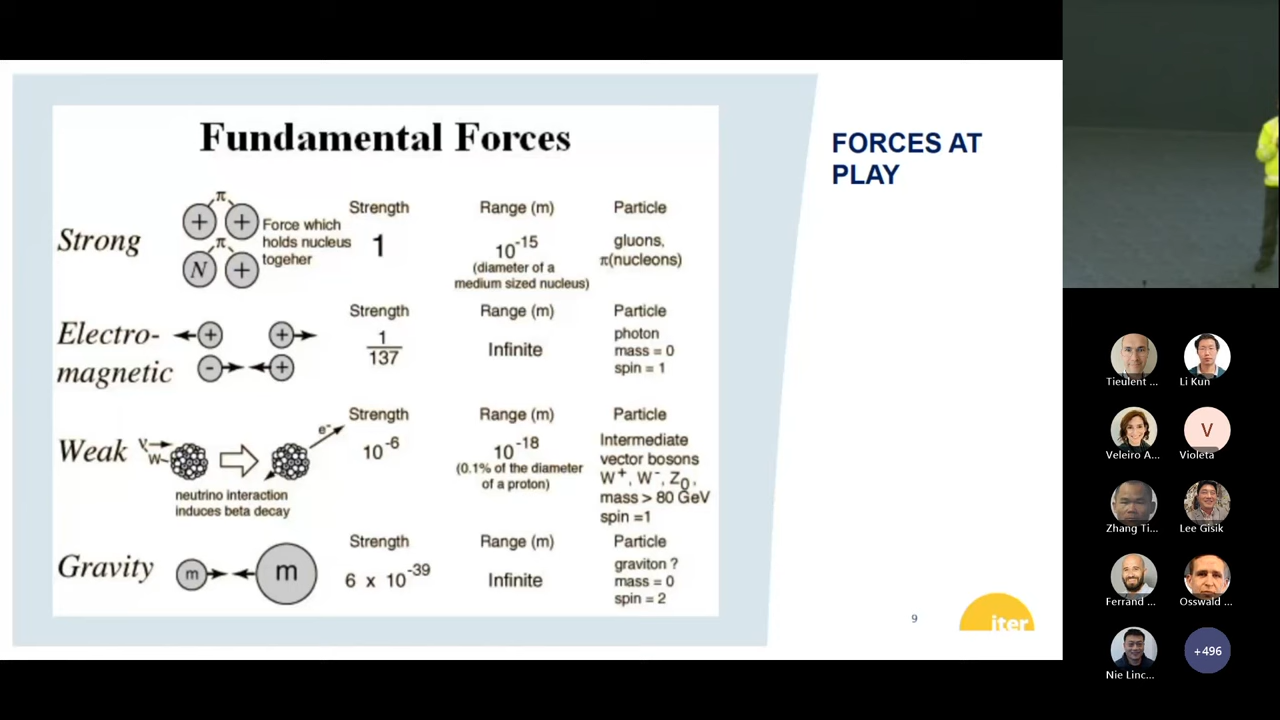 Fundamental Forces
FORCES AT
PLAY
Strong
π
+ +
π
N +
Force which
holds nucleus
togeher
Strength
1
Range (m)
10^-15
(diameter of a
medium sized nucleus)
Particle
gluons,
π(nucleons)
Electro-
magnetic
+ +
- +
Strength
1
137
Range (m)
Infinite
Particle
photon
mass = 0
spin = 1
Weak
ν
W
e-
neutrino interaction
induces beta decay
Strength
10^-6
Range (m)
10^-18
(0.1% of the diameter
of a proton)
Particle
Intermediate
vector bosons
W+, W-, Z0,
mass > 80 GeV
spin =1
Gravity
m m
Strength
6 x 10^-39
Range (m)
Infinite
Particle
graviton ?
mass = 0
spin = 2
9
iter
Tieulent ...
Li Kun
Veleiro A...
V
Violeta
Zhang Ti...
Lee Gisik
Ferrand ...
Osswald ...
Nie Linc...
+496